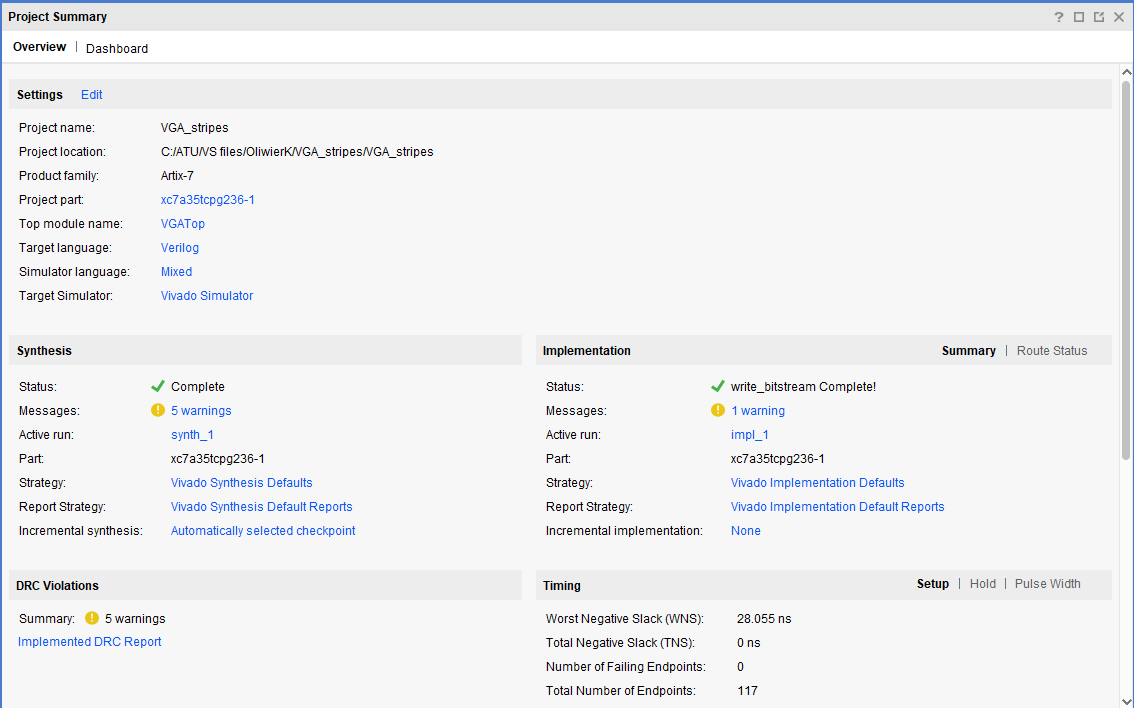 Project Summary
Overview | Dashboard
Settings Edit
Project name: VGA_stripes
Project location: C:/ATU/VS files/OliwierK/VGA_stripes/VGA_stripes
Product family: Artix-7
Project part: xc7a35tcpg236-1
Top module name: VGATop
Target language: Verilog
Simulator language: Mixed
Target Simulator: Vivado Simulator
Synthesis
Status: Complete
Messages: 5 warnings
Active run: synth_1
Part: xc7a35tcpg236-1
Strategy: Vivado Synthesis Defaults
Report Strategy: Vivado Synthesis Default Reports
Incremental synthesis: Automatically selected checkpoint
Implementation Summary | Route Status
Status: write_bitstream Complete!
Messages: 1 warning
Active run: impl_1
Part: xc7a35tcpg236-1
Strategy: Vivado Implementation Defaults
Report Strategy: Vivado Implementation Default Reports
Incremental implementation: None
DRC Violations
Summary: 5 warnings
Implemented DRC Report
Timing Setup | Hold | Pulse Width
Worst Negative Slack (WNS): 28.055 ns
Total Negative Slack (TNS): 0 ns
Number of Failing Endpoints: 0
Total Number of Endpoints: 117